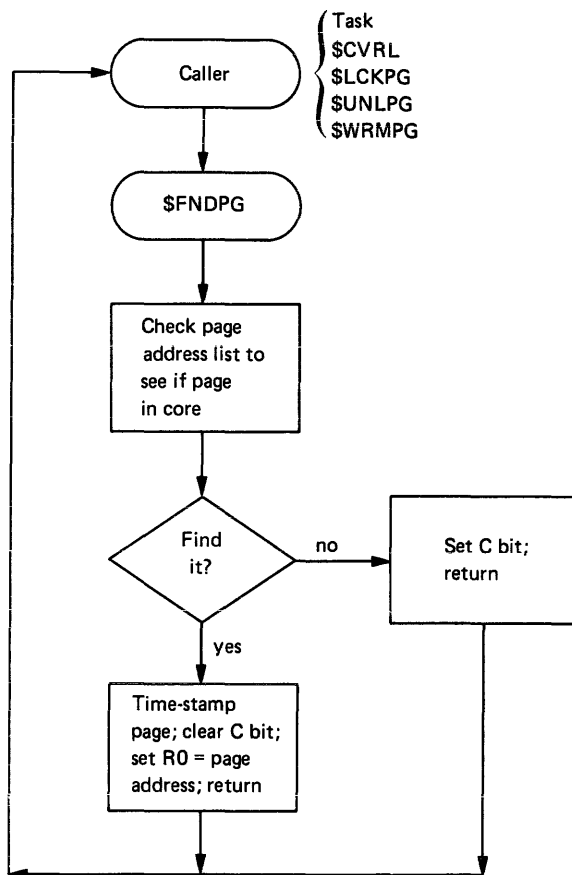 Task
Caller
$CVRL
$LCKPG
$UNLPG
$WRMPG
$FNDPG
Check page
address list to
see if page
in core
Find
it?
no
Set C bit;
return
yes
Time-stamp
page; clear C bit;
set R0 = page
address; return